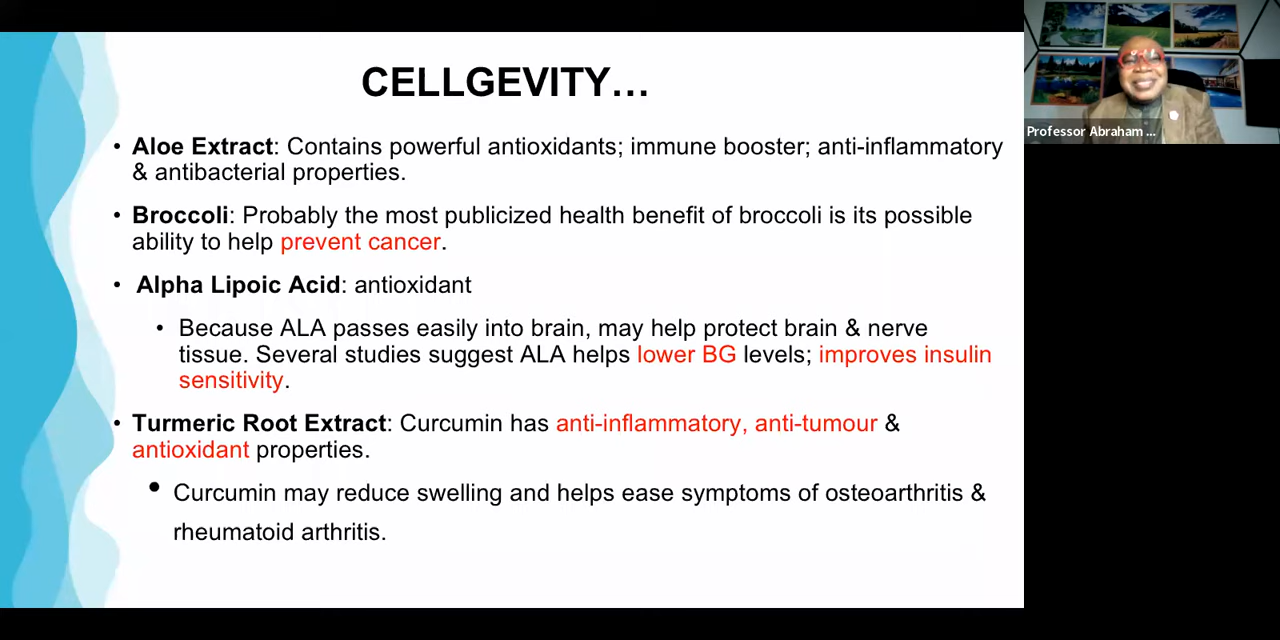 CELLGEVITY…
• Aloe Extract: Contains powerful antioxidants; immune booster; anti-inflammatory
& antibacterial properties.
• Broccoli: Probably the most publicized health benefit of broccoli is its possible
ability to help prevent cancer.
• Alpha Lipoic Acid: antioxidant
• Because ALA passes easily into brain, may help protect brain & nerve
tissue. Several studies suggest ALA helps lower BG levels; improves insulin
sensitivity.
• Turmeric Root Extract: Curcumin has anti-inflammatory, anti-tumour &
antioxidant properties.
• Curcumin may reduce swelling and helps ease symptoms of osteoarthritis &
rheumatoid arthritis.
Professor Abraham ...